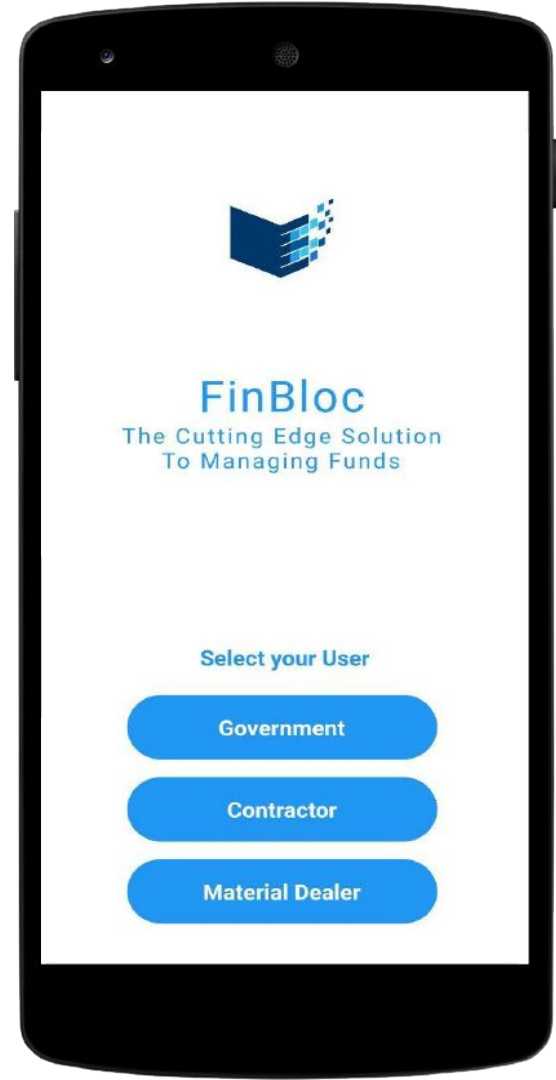 FinBloc
The Cutting Edge Solution
To Managing Funds
Select your User
Government
Contractor
Material Dealer